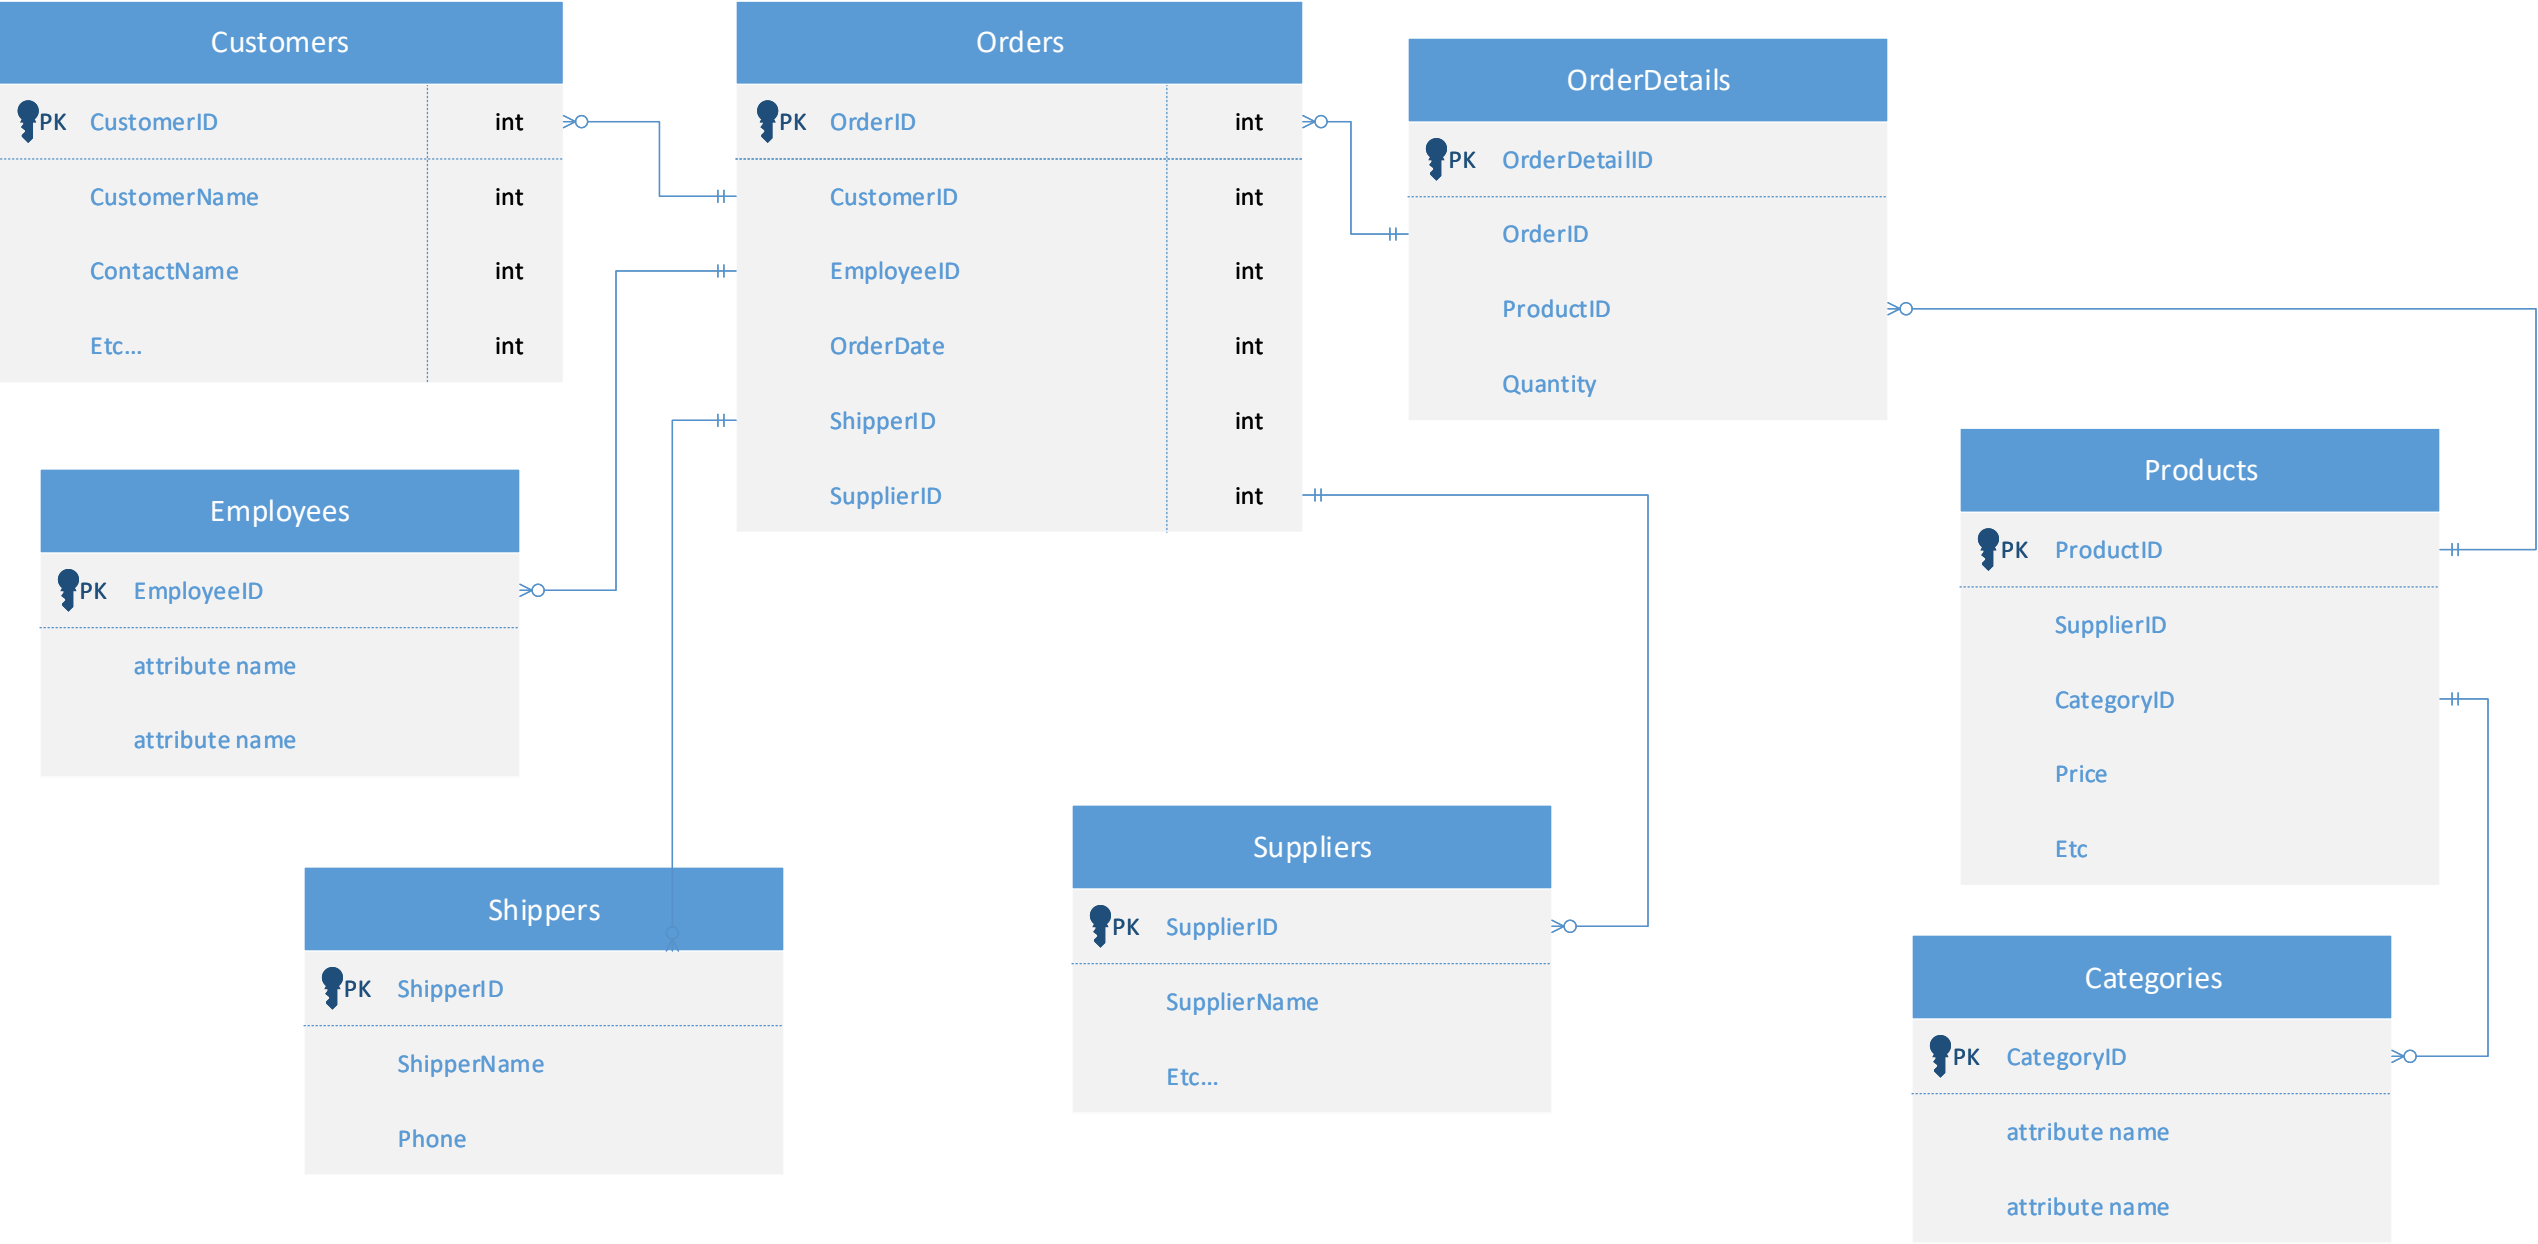 Customers
PK CustomerID int
CustomerName int
ContactName int
Etc... int
Orders
PK OrderID int
CustomerID int
EmployeeID int
OrderDate int
ShipperID int
SupplierID int
OrderDetails
PK OrderDetailID
OrderID
ProductID
Quantity
Employees
PK EmployeeID
attribute name
attribute name
Products
PK ProductID
SupplierID
CategoryID
Price
Etc
Shippers
PK ShipperID
ShipperName
Phone
Suppliers
PK SupplierID
SupplierName
Etc...
Categories
PK CategoryID
attribute name
attribute name